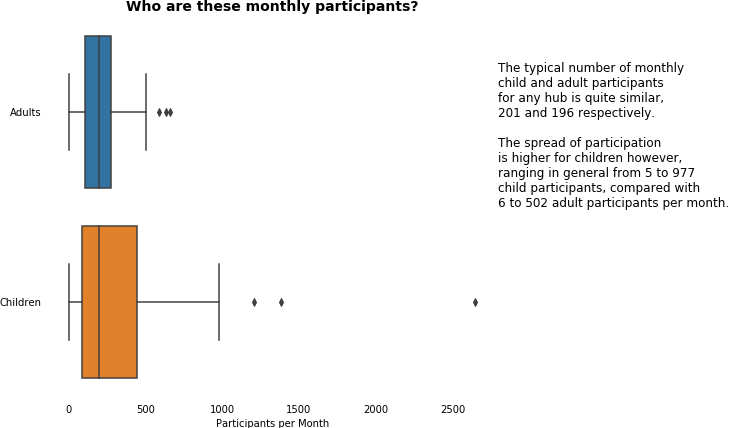 Who are these monthly participants?
Adults
Children
0 500 1000 1500 2000 2500
Participants per Month
The typical number of monthly
child and adult participants
for any hub is quite similar,
201 and 196 respectively.
The spread of participation
is higher for children however,
ranging in general from 5 to 977
child participants, compared with
6 to 502 adult participants per month.